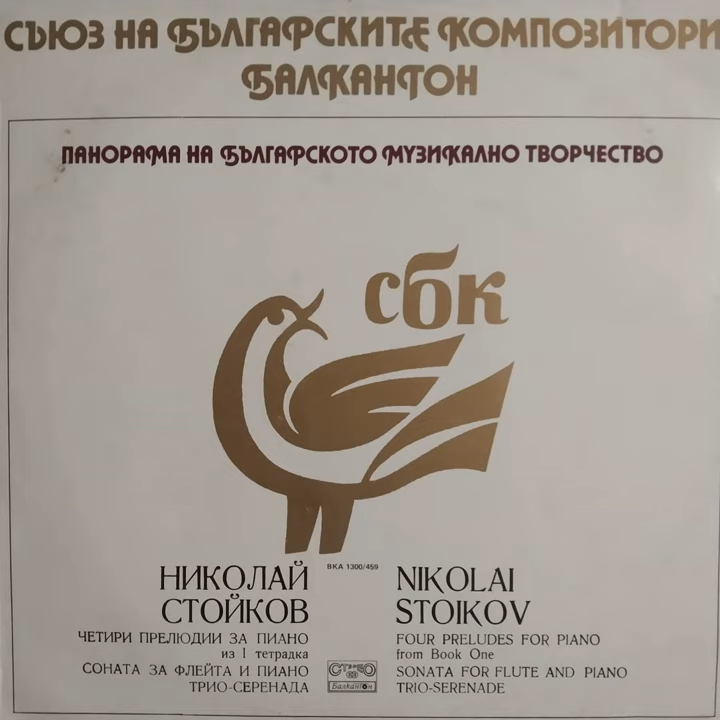 СЪЮЗ НА БЪЛГАРСКИТЕ КОМПОЗИТОРИ
БАЛКАНТОН
ПАНОРАМА НА БЪЛГАРСКОТО МУЗИКАЛНО ТВОРЧЕСТВО
сбк
ВКА 1300/459
НИКОЛАЙ
СТОЙКОВ
ЧЕТИРИ ПРЕЛЮДИИ ЗА ПИАНО
из I тетрадка
СОНАТА ЗА ФЛЕЙТА И ПИАНО
ТРИО-СЕРЕНАДА
СТЕРЕО
Балкантон
NIKOLAI
STOIKOV
FOUR PRELUDES FOR PIANO
from Book One
SONATA FOR FLUTE AND PIANO
TRIO-SERENADE